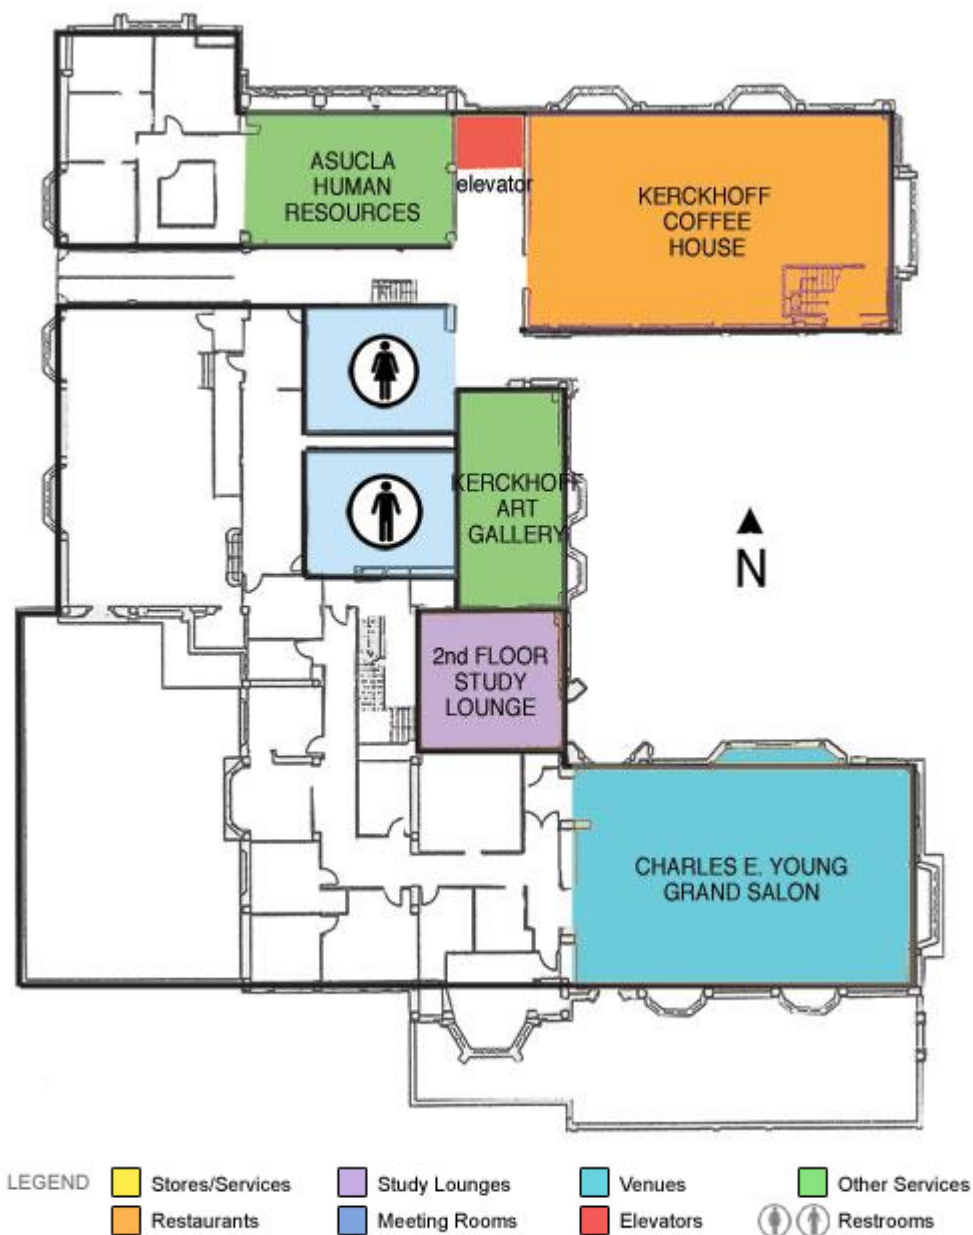 ASUCLA
HUMAN
RESOURCES
elevator
KERCKHOFF
COFFEE
HOUSE
KERCKHOFF
ART
GALLERY
N
2nd FLOOR
STUDY
LOUNGE
CHARLES E. YOUNG
GRAND SALON
LEGEND
Stores/Services
Study Lounges
Venues
Other Services
Restaurants
Meeting Rooms
Elevators
Restrooms